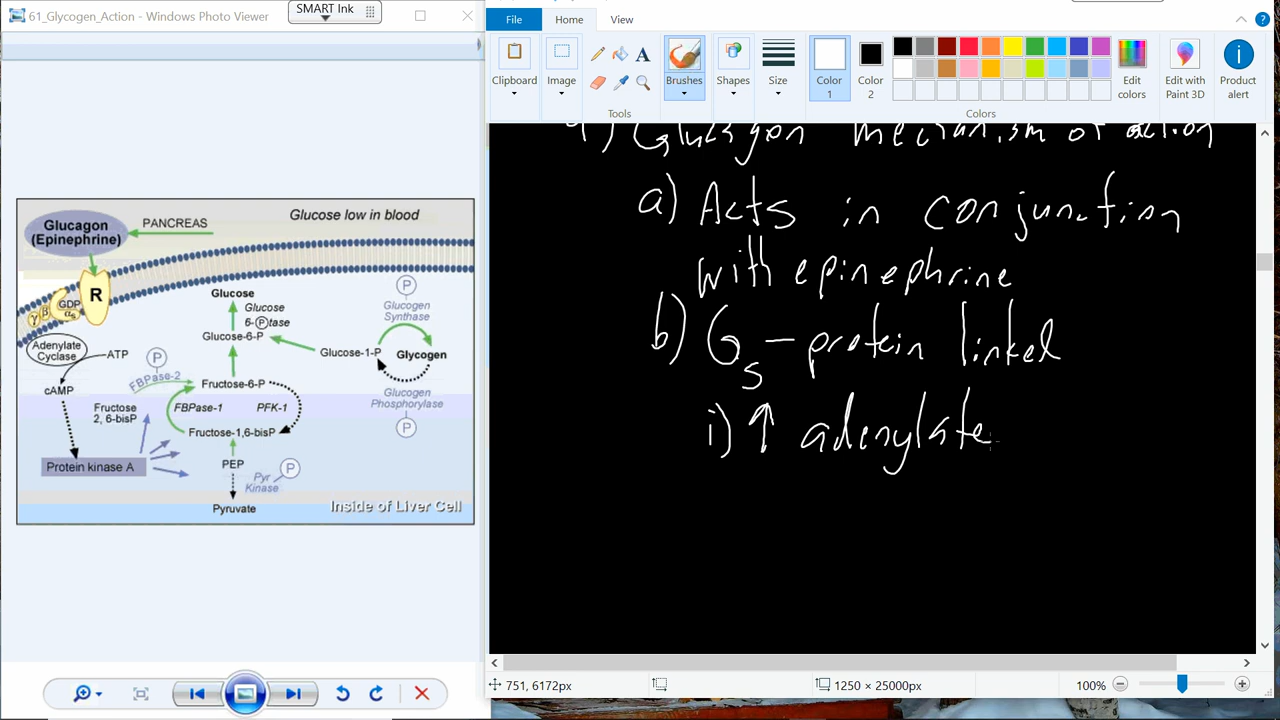 61_Glycogen_Action - Windows Photo Viewer
SMART Ink
Glucagon
(Epinephrine)
PANCREAS
Glucose low in blood
R
γ β GDP αs
Adenylate
Cyclase
ATP
cAMP
Protein kinase A
P
FBPase-2
Fructose
2, 6-bisP
Glucose
Glucose
6-Ptase
Glucose-6-P
Glucose-1-P
P
Glucogen
Synthase
Glycogen
Glucogen
Phosphorylase
P
Fructose-6-P
FBPase-1
PFK-1
Fructose-1,6-bisP
PEP
Pyr
Kinase
P
Pyruvate
Inside of Liver Cell
File
Home
View
Clipboard
Image
Tools
Brushes
Shapes
Size
Color
1
Color
2
Edit
colors
Edit with
Paint 3D
Product
alert
Colors
Glucagon mechanism of action
a) Acts in conjunction
with epinephrine
b) Gs - protein linked
i) ↑ adenylate
751, 6172px
1250 × 25000px
100%